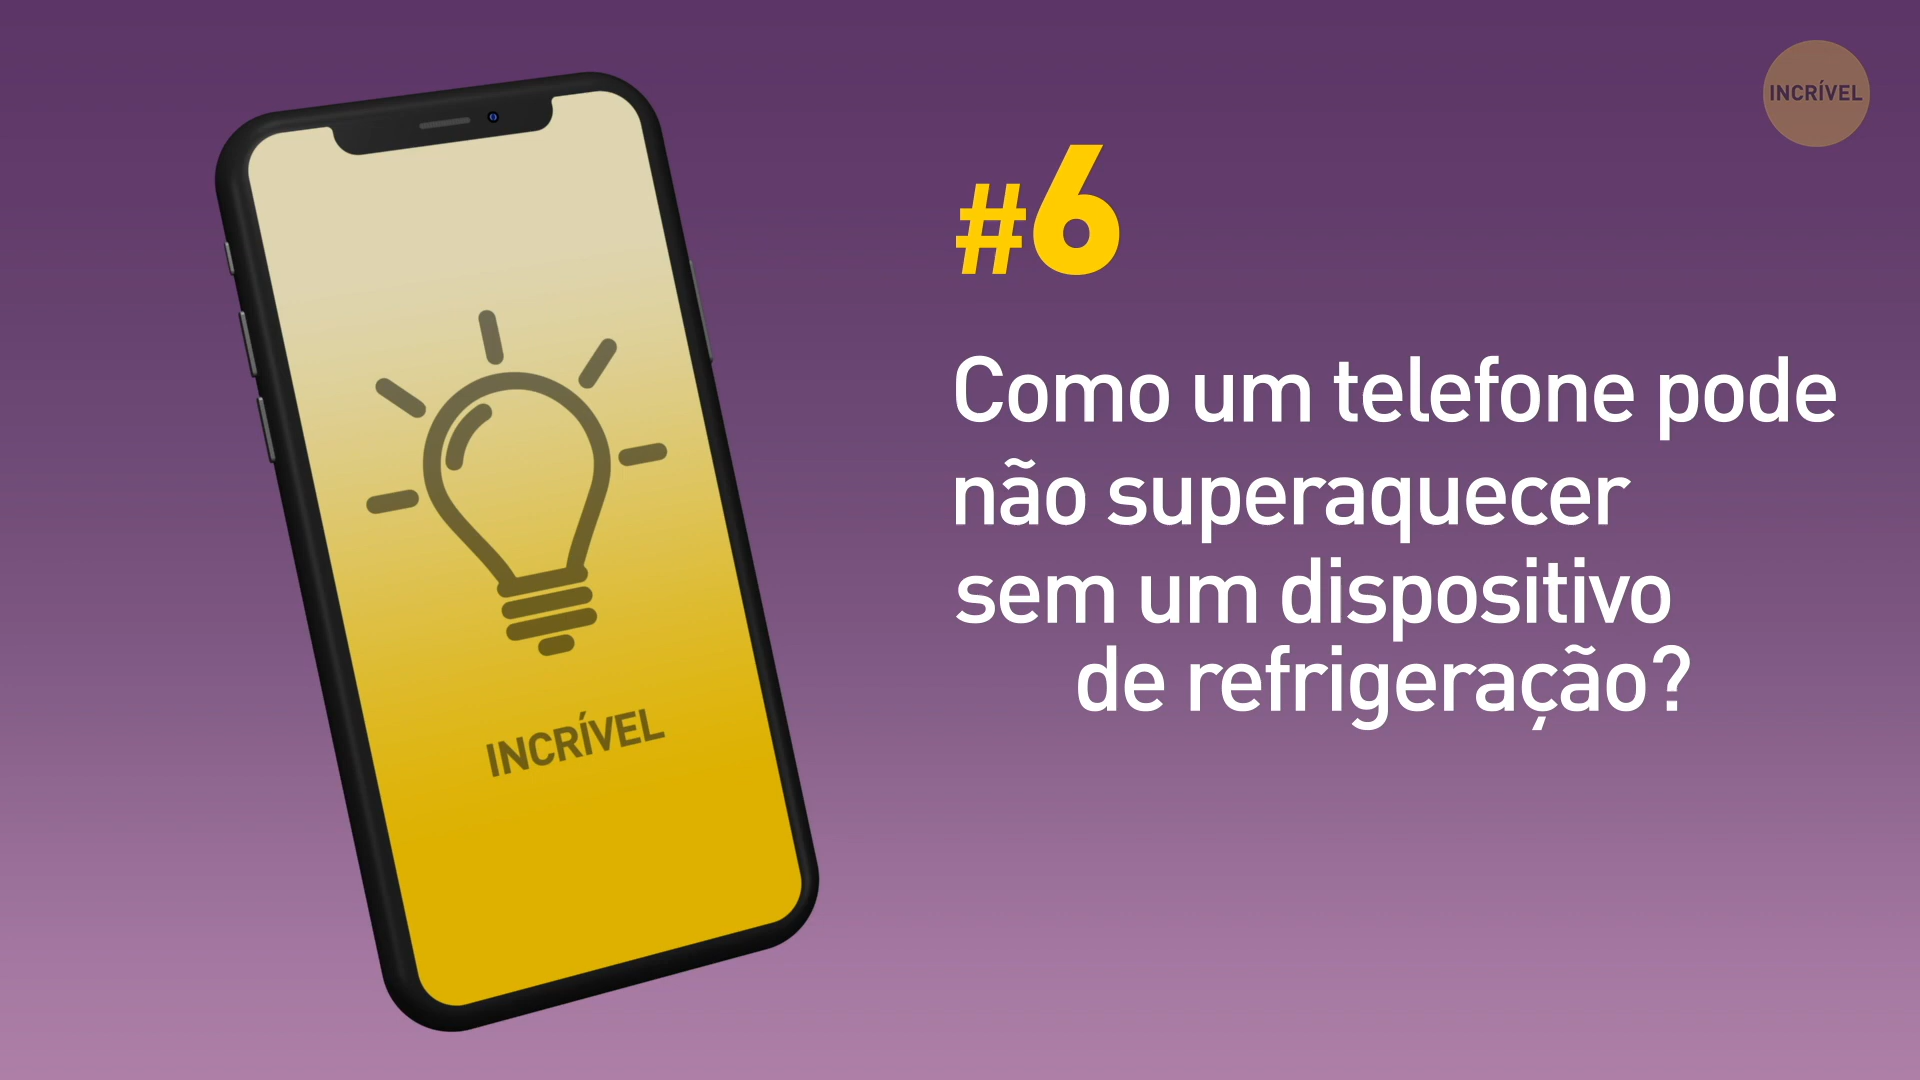 INCRÍVEL
#6
Como um telefone pode
não superaquecer
sem um dispositivo
de refrigeração?
INCRÍVEL